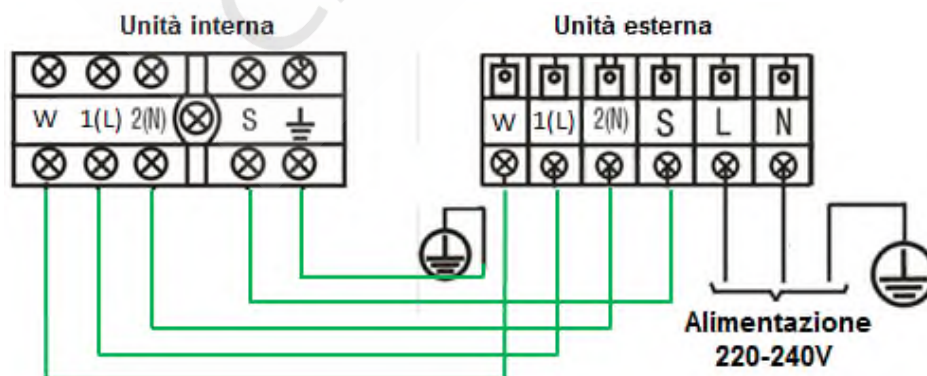 Unità interna
Unità esterna
W 1(L) 2(N) S
W 1(L) 2(N) S L N
Alimentazione
220-240V